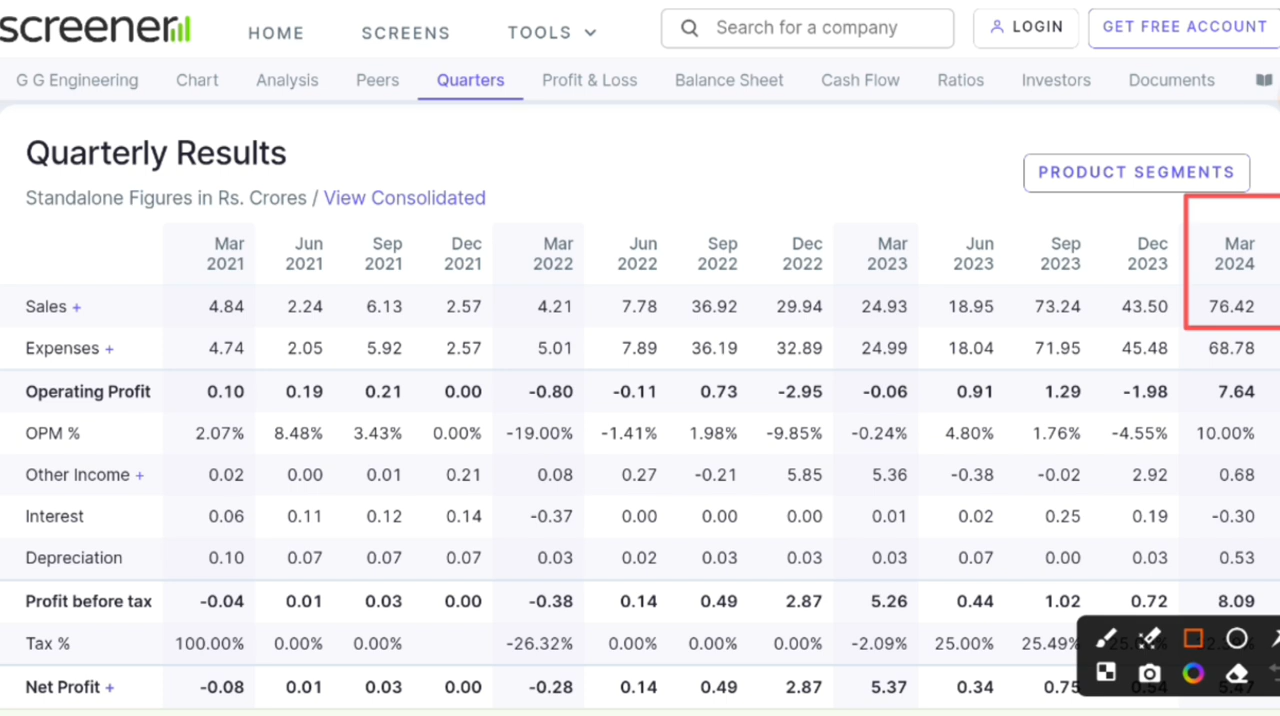 screener
HOME SCREENS TOOLS Search for a company LOGIN GET FREE ACCOUNT
G G Engineering Chart Analysis Peers Quarters Profit & Loss Balance Sheet Cash Flow Ratios Investors Documents
Quarterly Results
PRODUCT SEGMENTS
Standalone Figures in Rs. Crores / View Consolidated
Mar 2021 Jun 2021 Sep 2021 Dec 2021 Mar 2022 Jun 2022 Sep 2022 Dec 2022 Mar 2023 Jun 2023 Sep 2023 Dec 2023 Mar 2024
Sales + 4.84 2.24 6.13 2.57 4.21 7.78 36.92 29.94 24.93 18.95 73.24 43.50 76.42
Expenses + 4.74 2.05 5.92 2.57 5.01 7.89 36.19 32.89 24.99 18.04 71.95 45.48 68.78
Operating Profit 0.10 0.19 0.21 0.00 -0.80 -0.11 0.73 -2.95 -0.06 0.91 1.29 -1.98 7.64
OPM % 2.07% 8.48% 3.43% 0.00% -19.00% -1.41% 1.98% -9.85% -0.24% 4.80% 1.76% -4.55% 10.00%
Other Income + 0.02 0.00 0.01 0.21 0.08 0.27 -0.21 5.85 5.36 -0.38 -0.02 2.92 0.68
Interest 0.06 0.11 0.12 0.14 -0.37 0.00 0.00 0.00 0.01 0.02 0.25 0.19 -0.30
Depreciation 0.10 0.07 0.07 0.07 0.03 0.02 0.03 0.03 0.03 0.07 0.00 0.03 0.53
Profit before tax -0.04 0.01 0.03 0.00 -0.38 0.14 0.49 2.87 5.26 0.44 1.02 0.72 8.09
Tax % 100.00% 0.00% 0.00% -26.32% 0.00% 0.00% 0.00% -2.09% 25.00% 25.49%
Net Profit + -0.08 0.01 0.03 0.00 -0.28 0.14 0.49 2.87 5.37 0.34 0.75 0.54 5.47